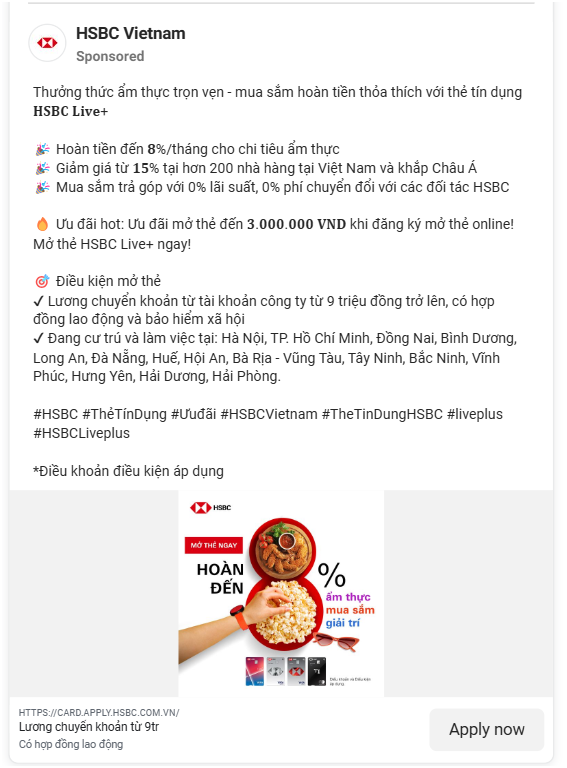 HSBC Vietnam
Sponsored
Thưởng thức ẩm thực trọn vẹn - mua sắm hoàn tiền thỏa thích với thẻ tín dụng
HSBC Live+
🎉 Hoàn tiền đến 8%/tháng cho chi tiêu ẩm thực
🎉 Giảm giá từ 15% tại hơn 200 nhà hàng tại Việt Nam và khắp Châu Á
🎉 Mua sắm trả góp với 0% lãi suất, 0% phí chuyển đổi với các đối tác HSBC
🔥 Ưu đãi hot: Ưu đãi mở thẻ đến 3.000.000 VND khi đăng ký mở thẻ online!
Mở thẻ HSBC Live+ ngay!
🎯 Điều kiện mở thẻ
✓ Lương chuyển khoản từ tài khoản công ty từ 9 triệu đồng trở lên, có hợp
đồng lao động và bảo hiểm xã hội
✓ Đang cư trú và làm việc tại: Hà Nội, TP. Hồ Chí Minh, Đồng Nai, Bình Dương,
Long An, Đà Nẵng, Huế, Hội An, Bà Rịa - Vũng Tàu, Tây Ninh, Bắc Ninh, Vĩnh
Phúc, Hưng Yên, Hải Dương, Hải Phòng.
#HSBC #ThẻTínDụng #Ưuđãi #HSBCVietnam #TheTinDungHSBC #liveplus
#HSBCLiveplus
*Điều khoản điều kiện áp dụng
HSBC
MỞ THẺ NGAY
HOÀN
ĐẾN
%
ẩm thực
mua sắm
giải trí
Điều khoản và Điều kiện
áp dụng
HTTPS://CARD.APPLY.HSBC.COM.VN/
Lương chuyển khoản từ 9tr
Có hợp đồng lao động
Apply now